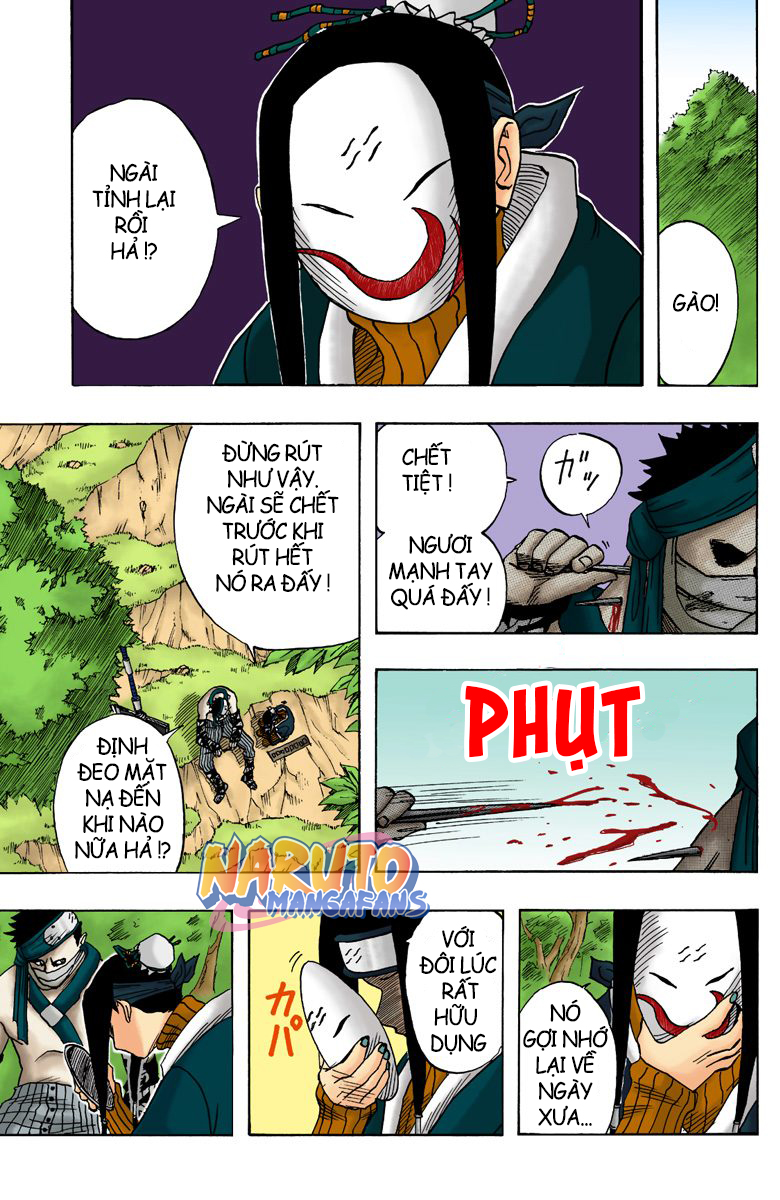 GÀO!
NGÀI
TỈNH LẠI
RỒI
HẢ !?
ガッ
CHẾT
TIỆT !
NGƯƠI
MẠNH TAY
QUÁ ĐẤY !
PHỤT
ĐỪNG RÚT
NHƯ VẬY.
NGÀI SẼ CHẾT
TRƯỚC KHI
RÚT HẾT
NÓ RA ĐẤY !
ĐỊNH
ĐEO MẶT
NẠ ĐẾN
KHI NÀO
NỮA HẢ !?
NARUTO
MANGAFANS
NÓ
GỢI NHỚ
LẠI VỀ
NGÀY
XƯA...
VỚI
ĐÔI LÚC
RẤT
HỮU
DỤNG
カパ